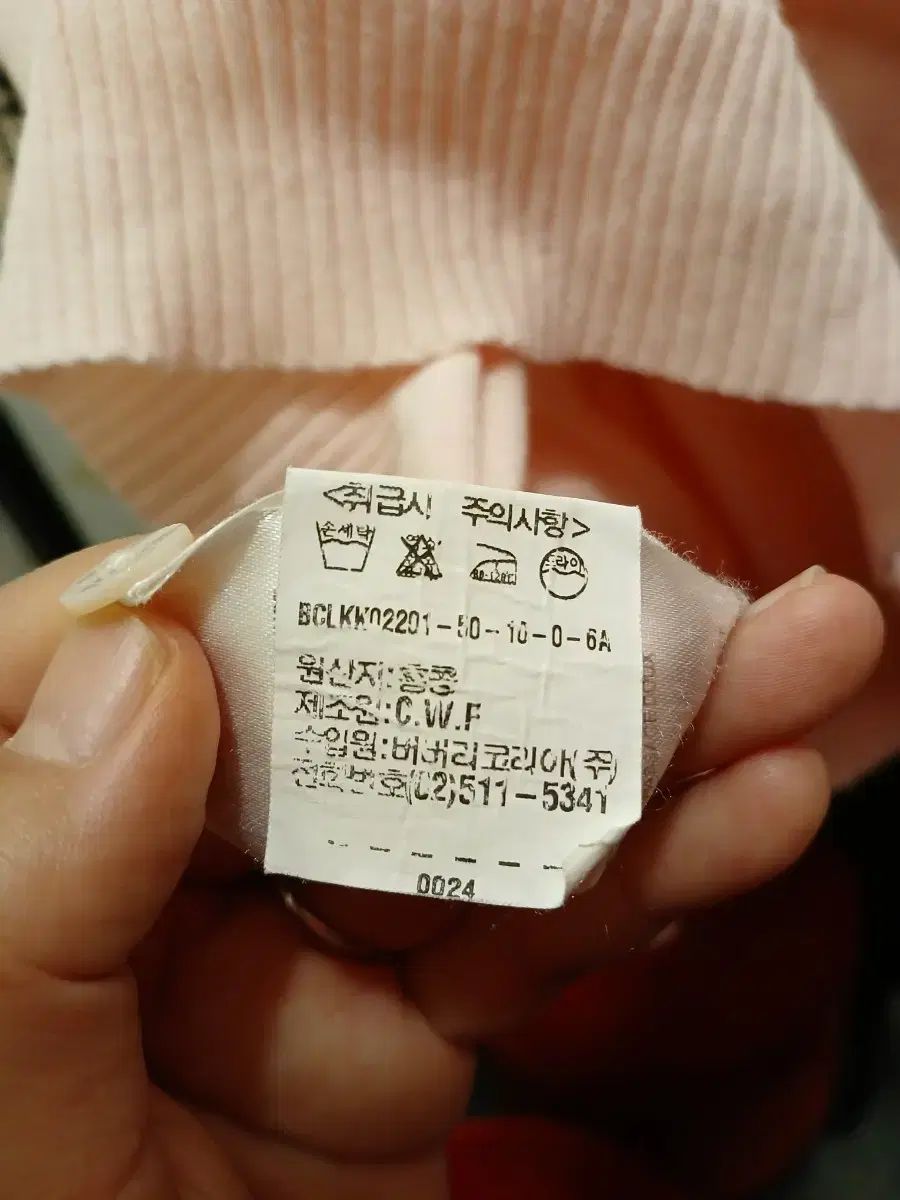 <취급시 주의사항>
손세탁
드라이
BCLKK02201-50-10-0-6A
원산지:홍콩
제조원:C.W.F
수입원:버버리코리아(주)
전화번호(02)511-5341
0024